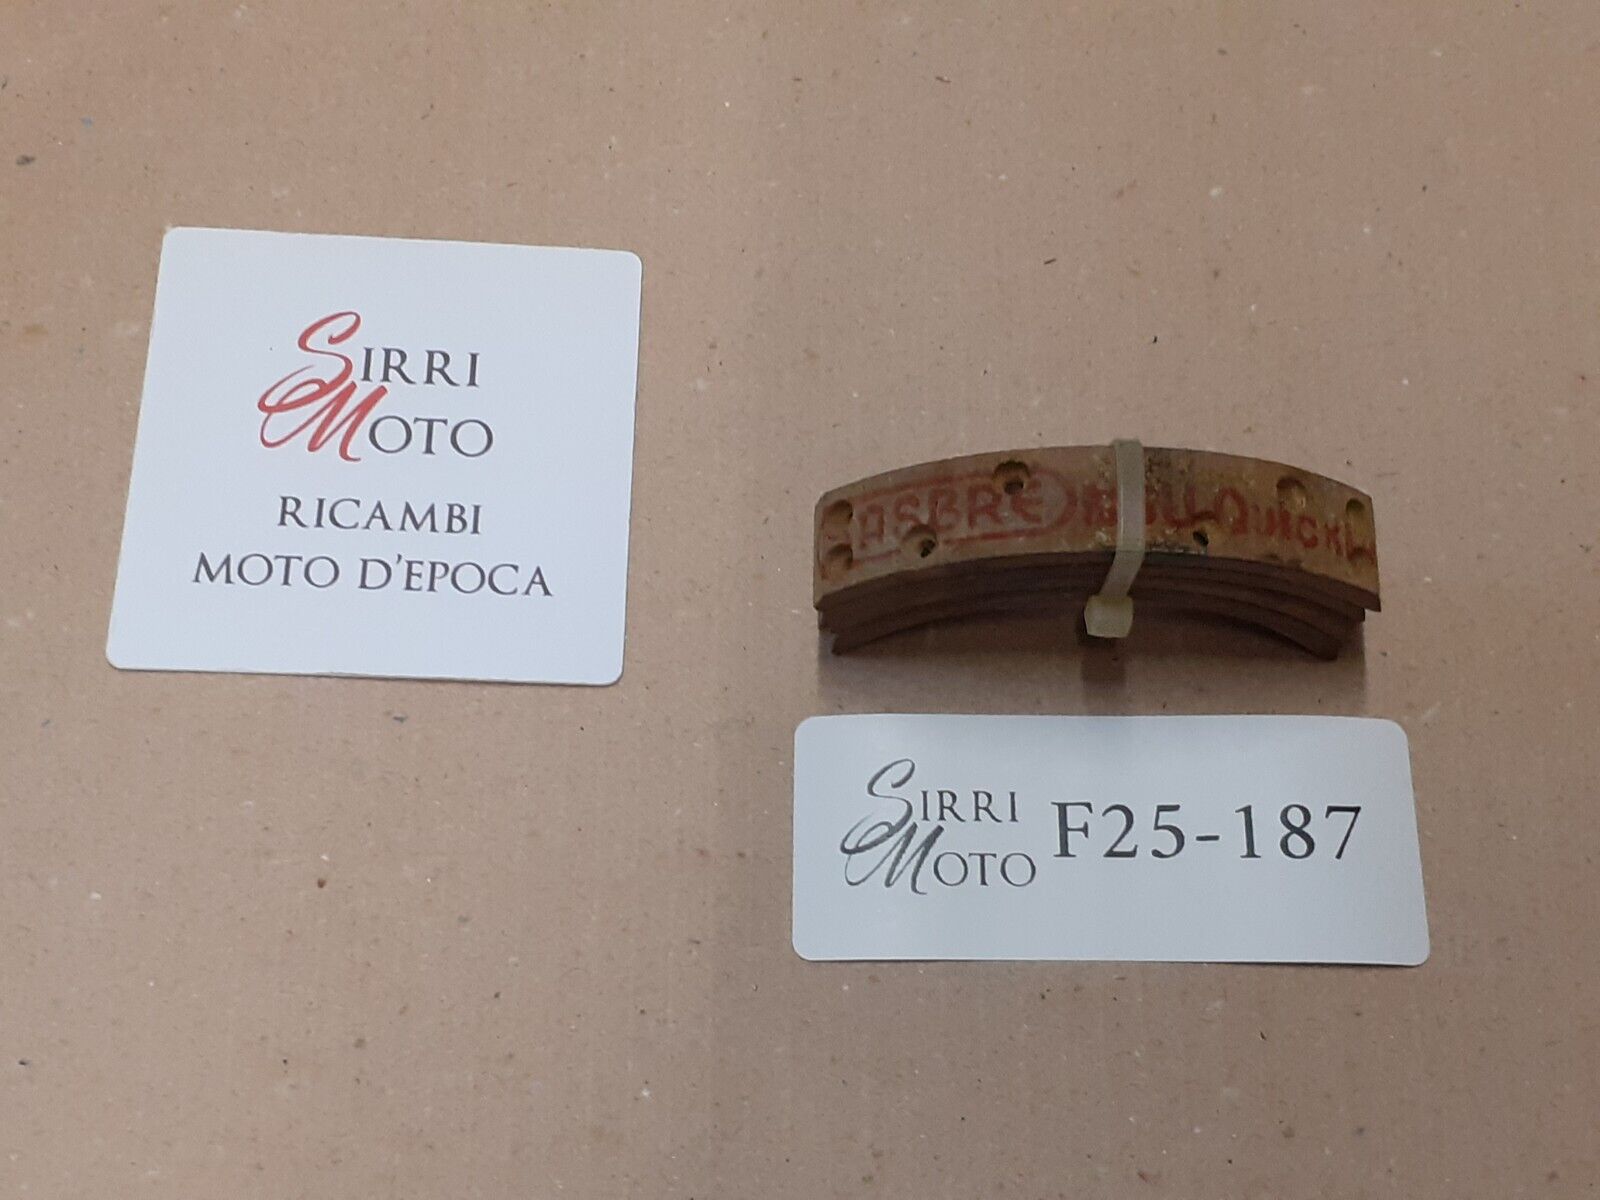 SIRRI
MOTO
RICAMBI
MOTO D'EPOCA
SIRRI
MOTO
F25-187